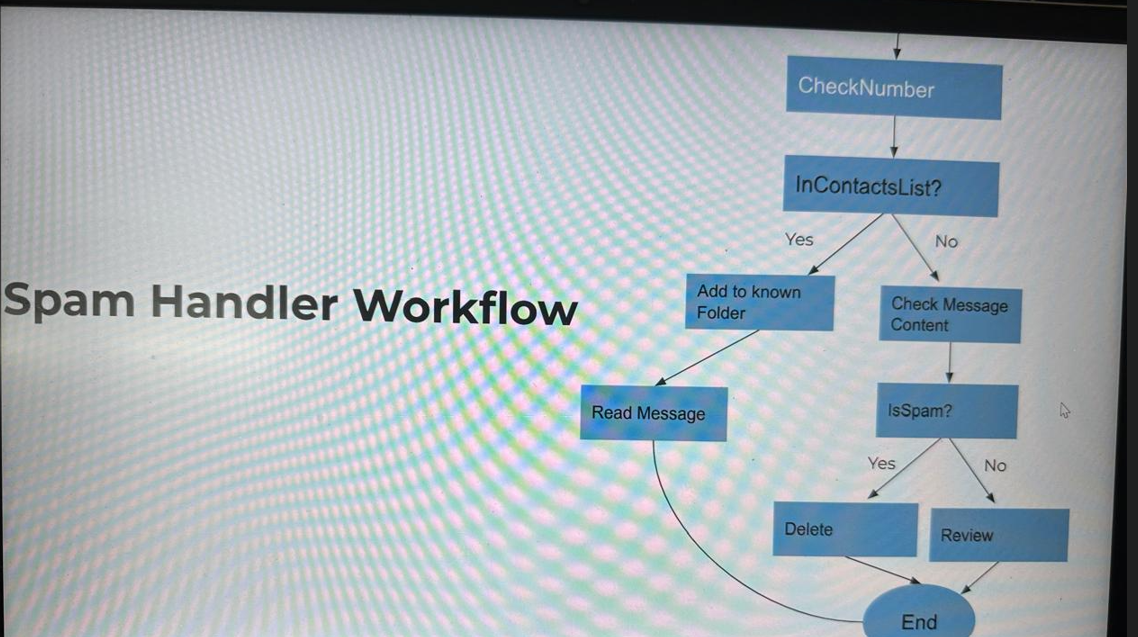 CheckNumber
InContactsList?
Yes
No
Add to known
Folder
Check Message
Content
Spam Handler Workflow
Read Message
IsSpam?
Yes
No
Delete
Review
End